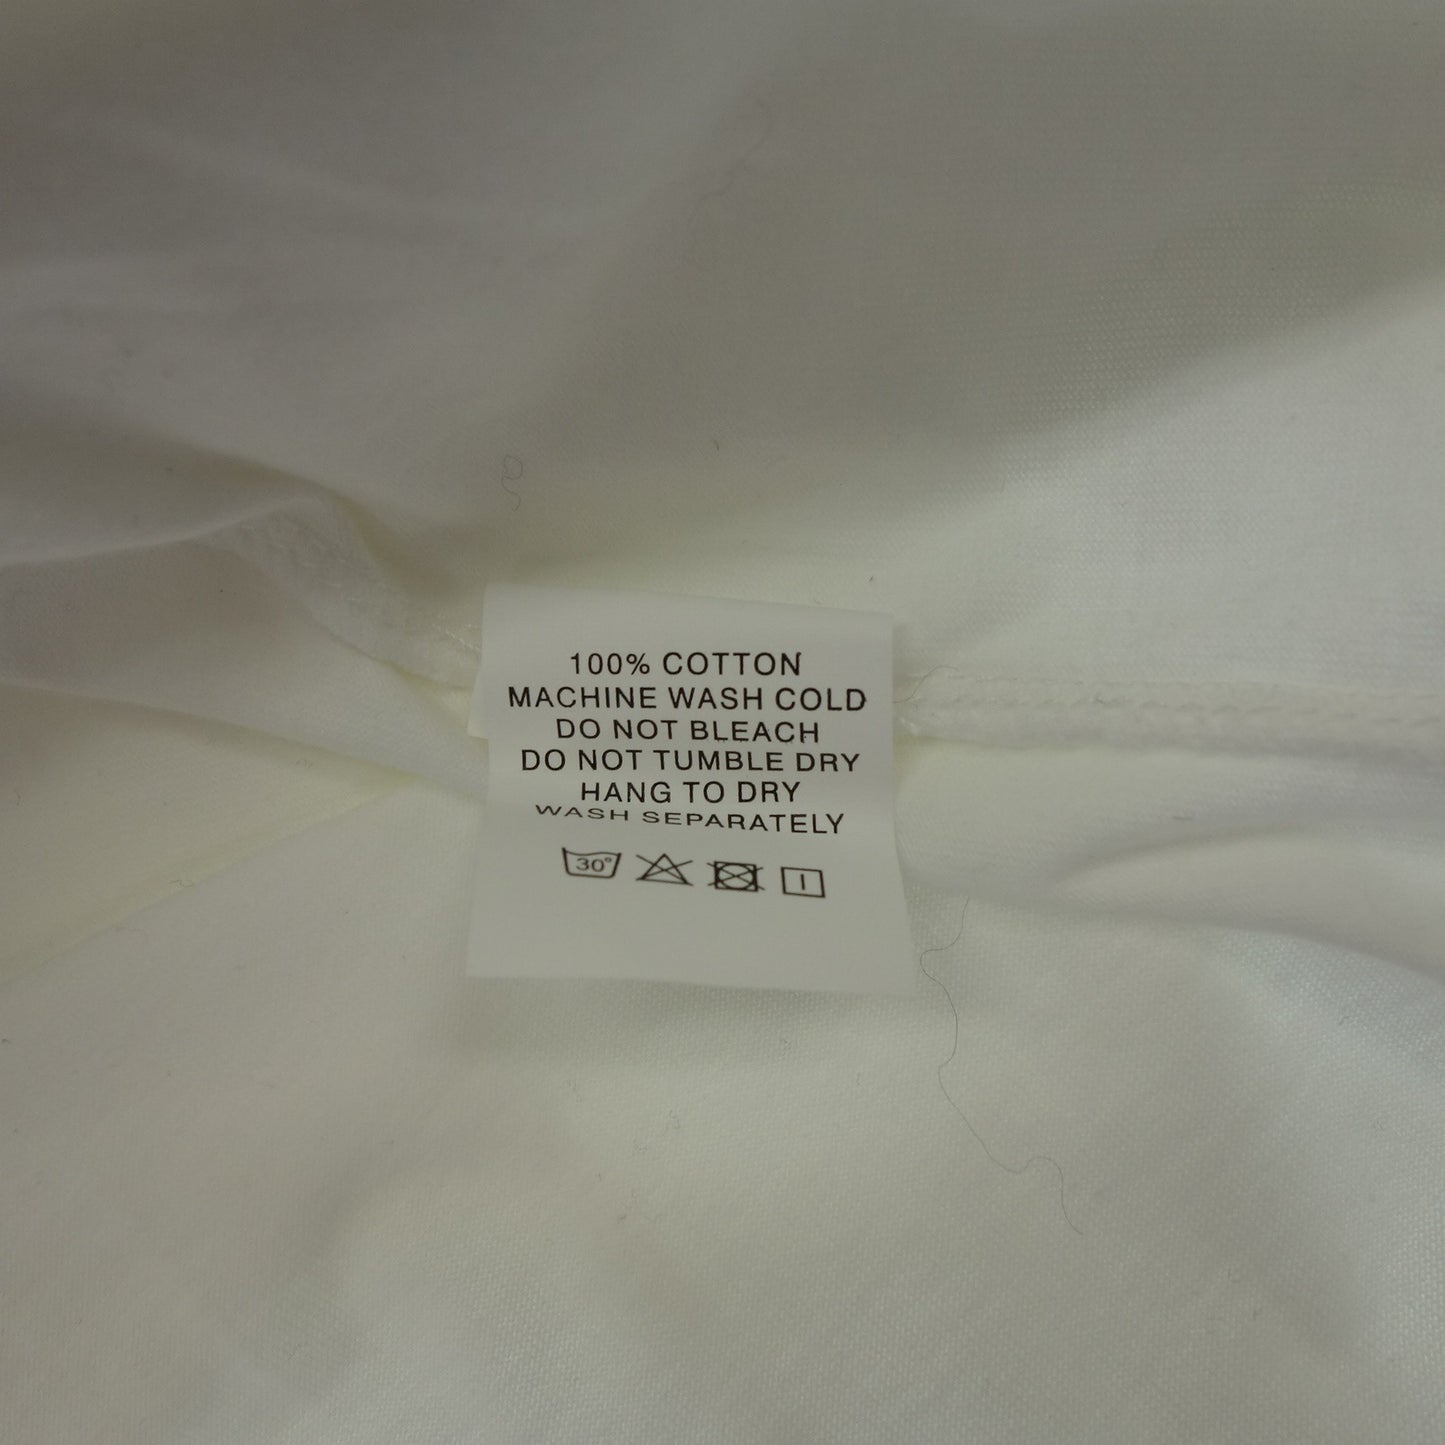 100% COTTON
MACHINE WASH COLD
DO NOT BLEACH
DO NOT TUMBLE DRY
HANG TO DRY
WASH SEPARATELY
30°